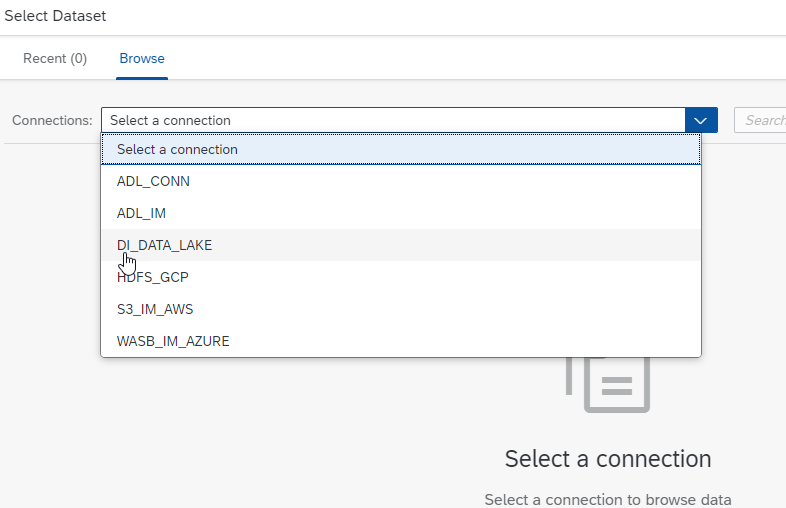 Select Dataset
Recent (0)
Browse
Connections:
Select a connection
Search
Select a connection
ADL_CONN
ADL_IM
DI_DATA_LAKE
HDFS_GCP
S3_IM_AWS
WASB_IM_AZURE
Select a connection
Select a connection to browse data